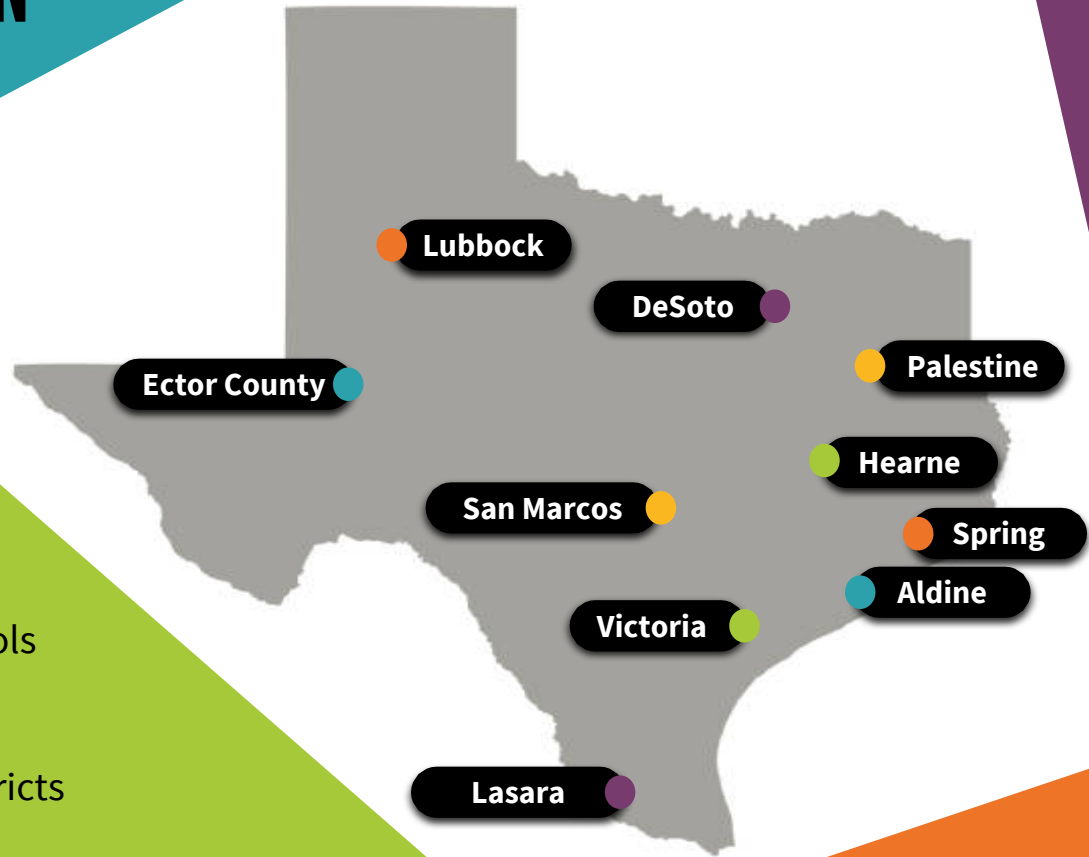 Lubbock
DeSoto
Palestine
Ector County
Hearne
San Marcos
Spring
Aldine
Victoria
Lasara